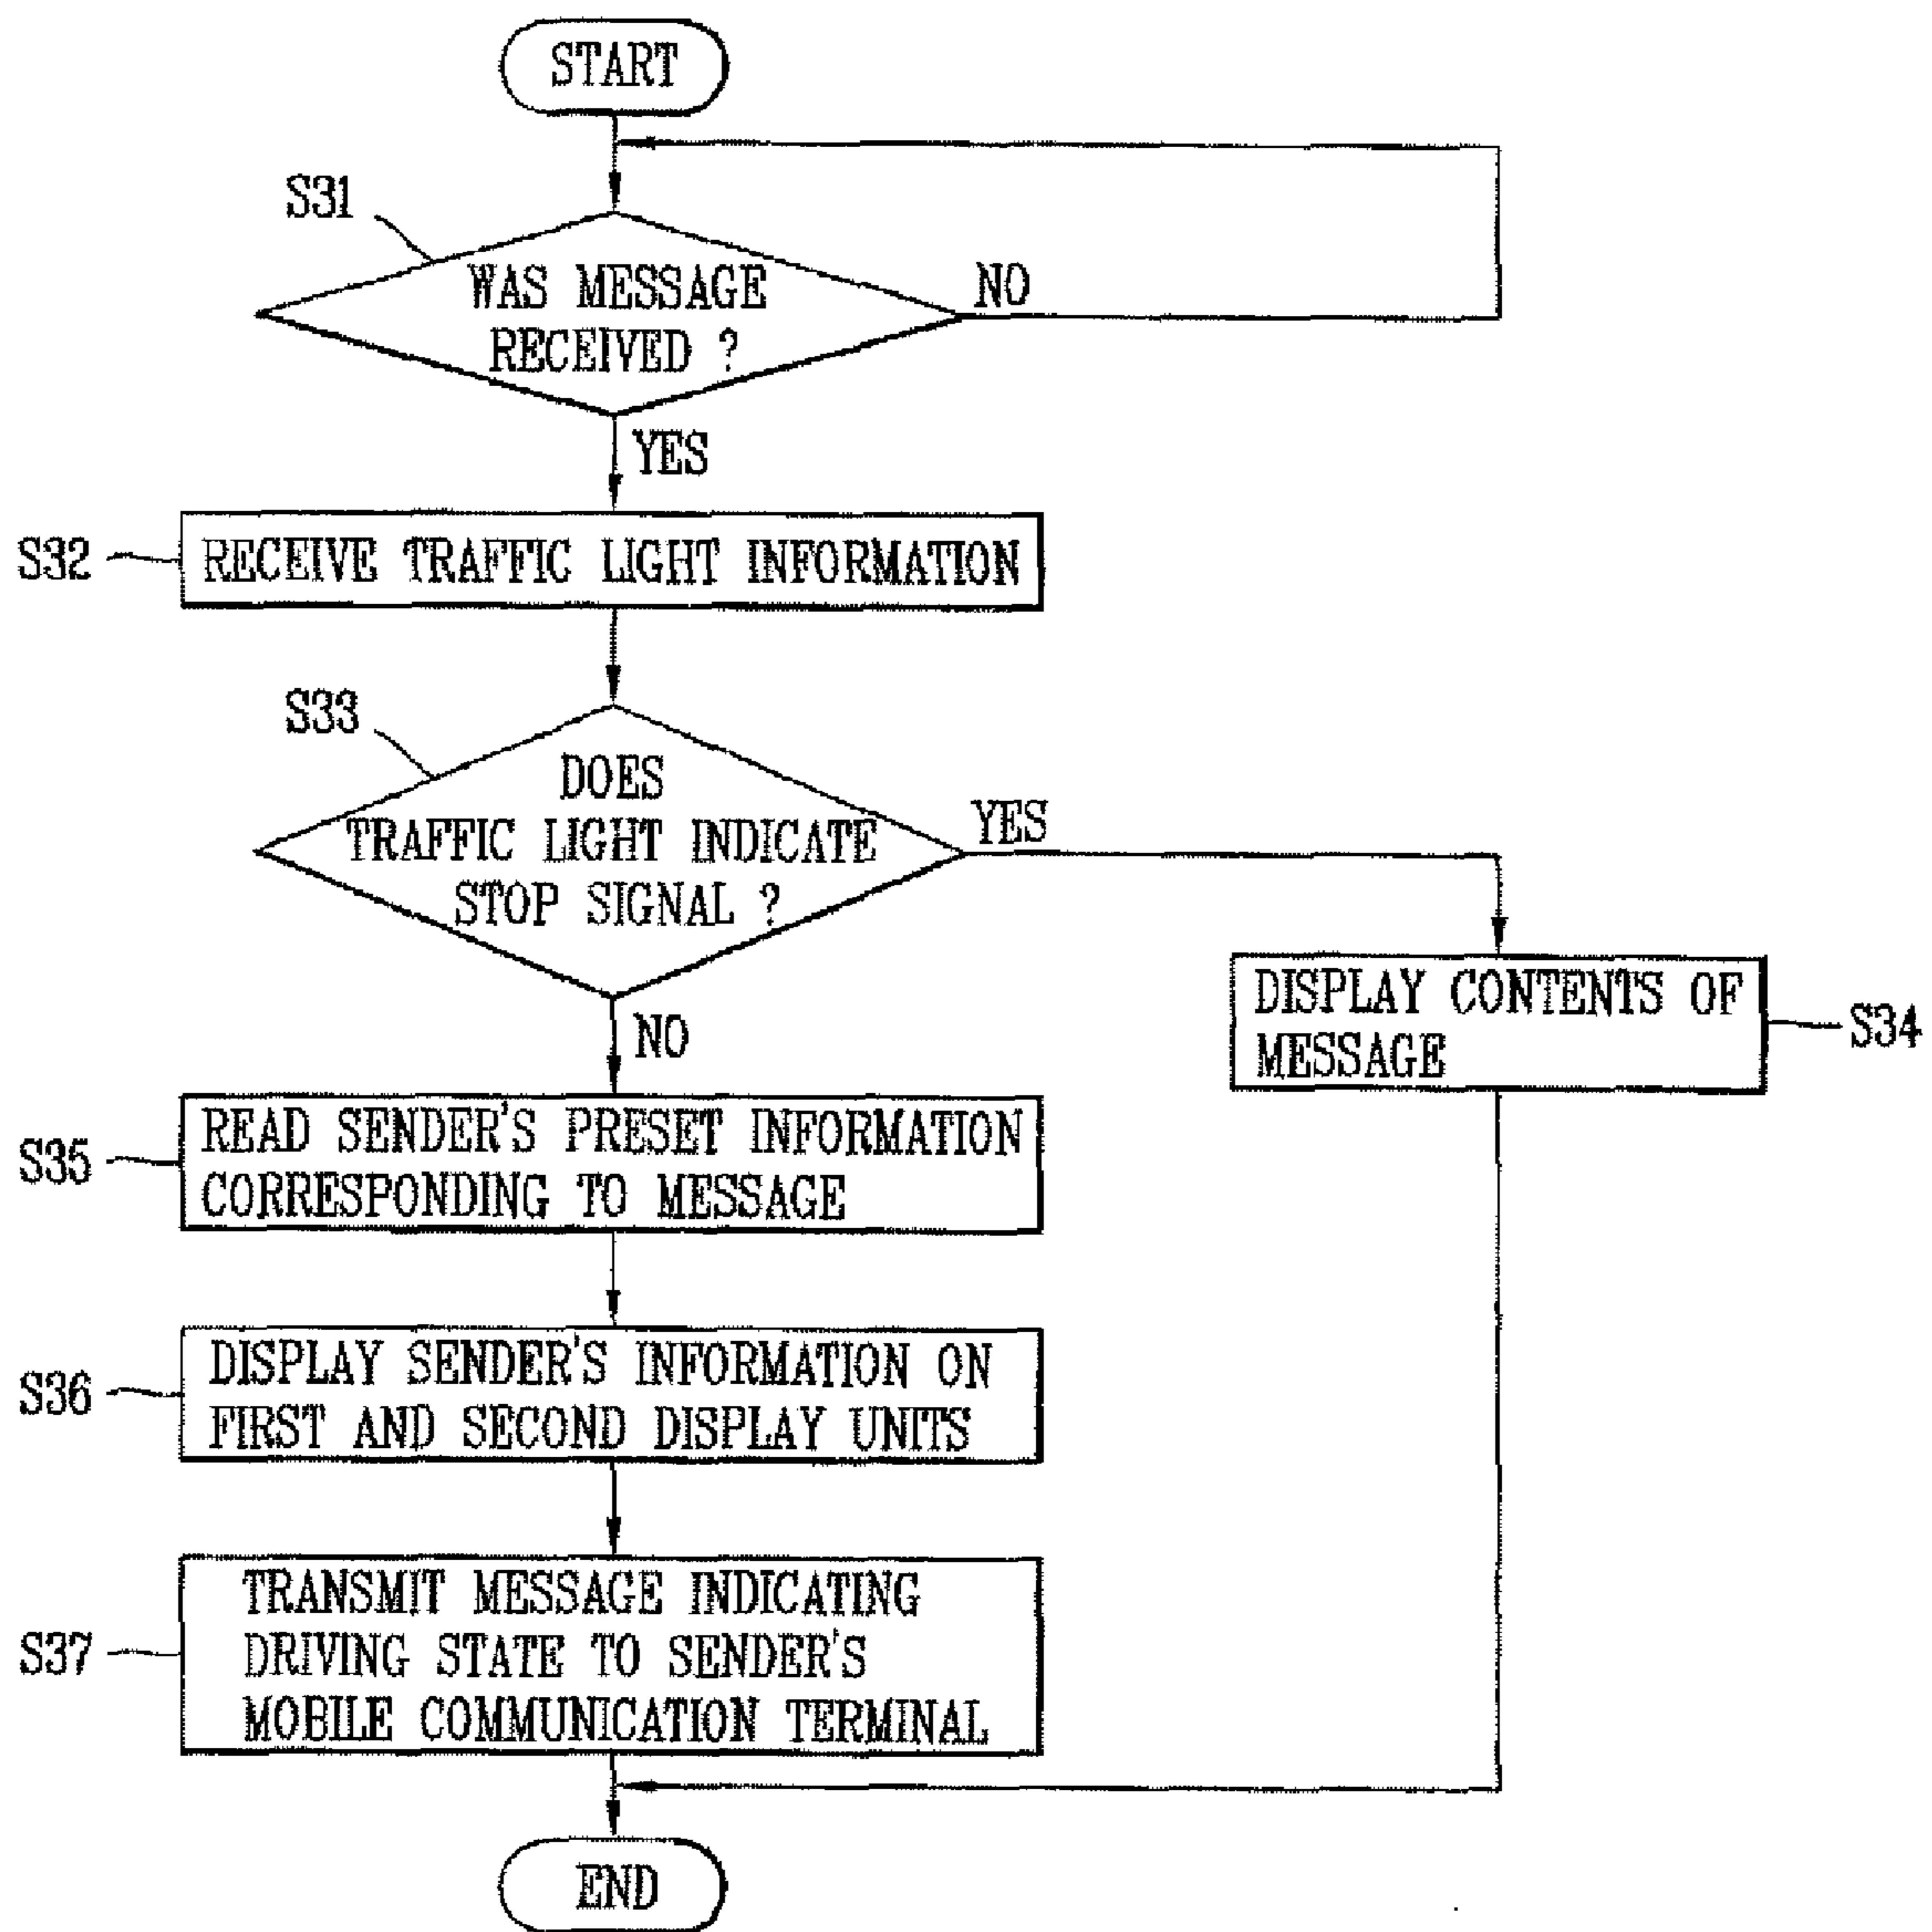 START
S31
WAS MESSAGE
RECEIVED ?
NO
YES
S32
RECEIVE TRAFFIC LIGHT INFORMATION
S33
DOES
TRAFFIC LIGHT INDICATE
STOP SIGNAL ?
YES
NO
DISPLAY CONTENTS OF
MESSAGE
S34
S35
READ SENDER'S PRESET INFORMATION
CORRESPONDING TO MESSAGE
S36
DISPLAY SENDER'S INFORMATION ON
FIRST AND SECOND DISPLAY UNITS
S37
TRANSMIT MESSAGE INDICATING
DRIVING STATE TO SENDER'S
MOBILE COMMUNICATION TERMINAL
END